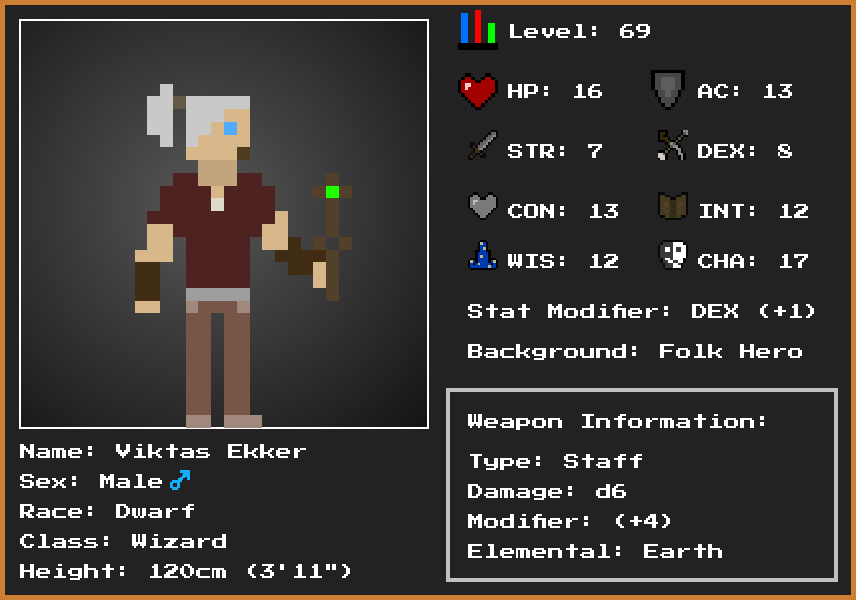 Level: 69
HP: 16
AC: 13
STR: 7
DEX: 8
CON: 13
INT: 12
WIS: 12
CHA: 17
Stat Modifier: DEX (+1)
Background: Folk Hero
Weapon Information:
Type: Staff
Damage: d6
Modifier: (+4)
Elemental: Earth
Name: Viktas Ekker
Sex: Male ♂
Race: Dwarf
Class: Wizard
Height: 120cm (3'11")